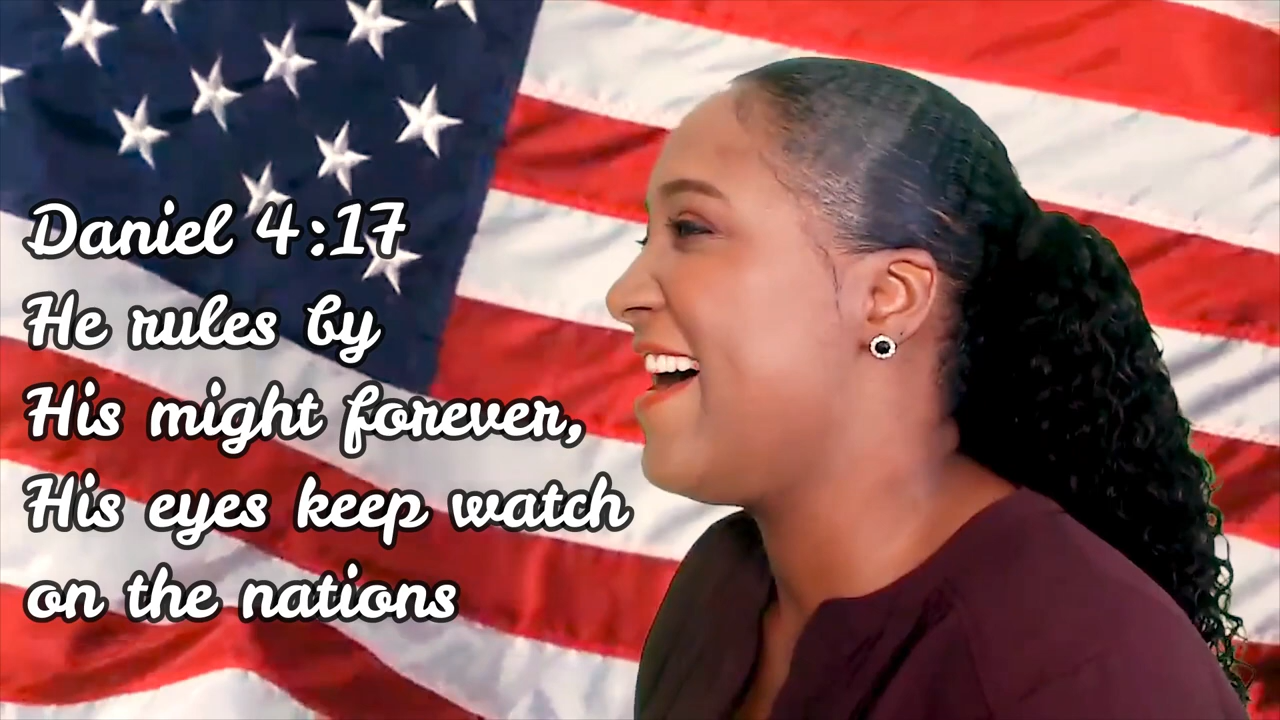 Daniel 4:17
He rules by
His might forever,
His eyes keep watch
on the nations